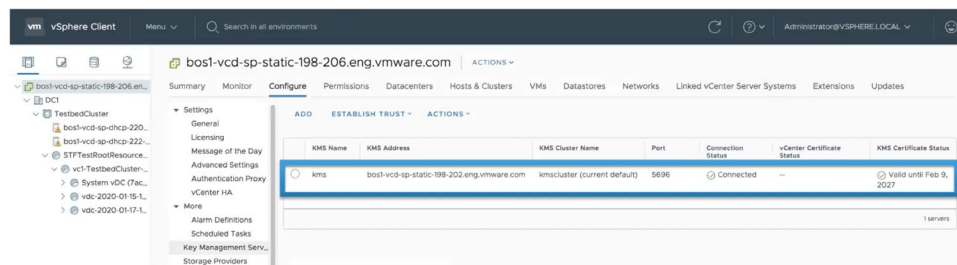 vm vSphere Client Menu Search in all environments Administrator@VSPHERE.LOCAL
bos1-vcd-sp-static-198-206.eng.vmware.com ACTIONS
Summary Monitor Configure Permissions Datacenters Hosts & Clusters VMs Datastores Networks Linked vCenter Server Systems Extensions Updates
bos1-vcd-sp-static-198-206.en...
DC1
TestbedCluster
bos1-vcd-sp-dhcp-220...
bos1-vcd-sp-dhcp-222-...
STFTestRootResource...
vc1-TestbedCluster-...
System vDC (7ac...
vdc-2020-01-15-1...
vdc-2020-01-17-1...
Settings
General
Licensing
Message of the Day
Advanced Settings
Authentication Proxy
vCenter HA
More
Alarm Definitions
Scheduled Tasks
Key Management Serv...
Storage Providers
ADD ESTABLISH TRUST ACTIONS
KMS Name KMS Address KMS Cluster Name Port Connection Status vCenter Certificate Status KMS Certificate Status
kms bos1-vcd-sp-static-198-202.eng.vmware.com kmscluster (current default) 5696 Connected -- Valid until Feb 9, 2027
1 servers